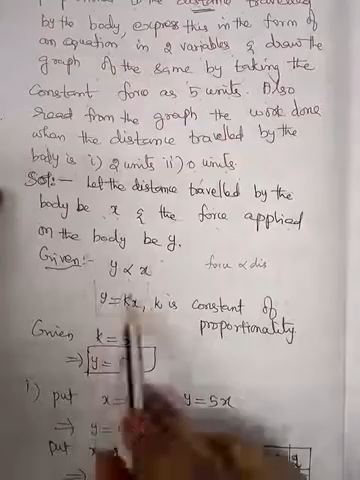 the distance travelled
by the body, express this in the form of
an equation in 2 variables & draw the
graph of the same by taking the
constant force as 5 units. Also
read from the graph the work done
when the distance travelled by the
body is i) 2 units ii) 0 units.
Sol:- Let the distance travelled by the
body be x & the force applied
on the body be y.
Given:- y ∝ x force ∝ dis
y = kx, k is constant of
proportionality.
Given k = 5
⇒ y =
i) put x = y = 5x
⇒ y =
put x y
⇒